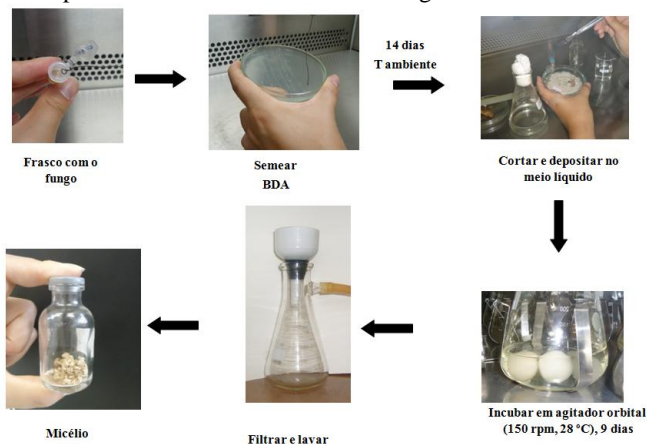 14 dias
T ambiente
Frasco com o
fungo
Semear
BDA
Cortar e depositar no
meio líquido
Incubar em agitador orbital
(150 rpm, 28 °C), 9 dias
Filtrar e lavar
Micélio